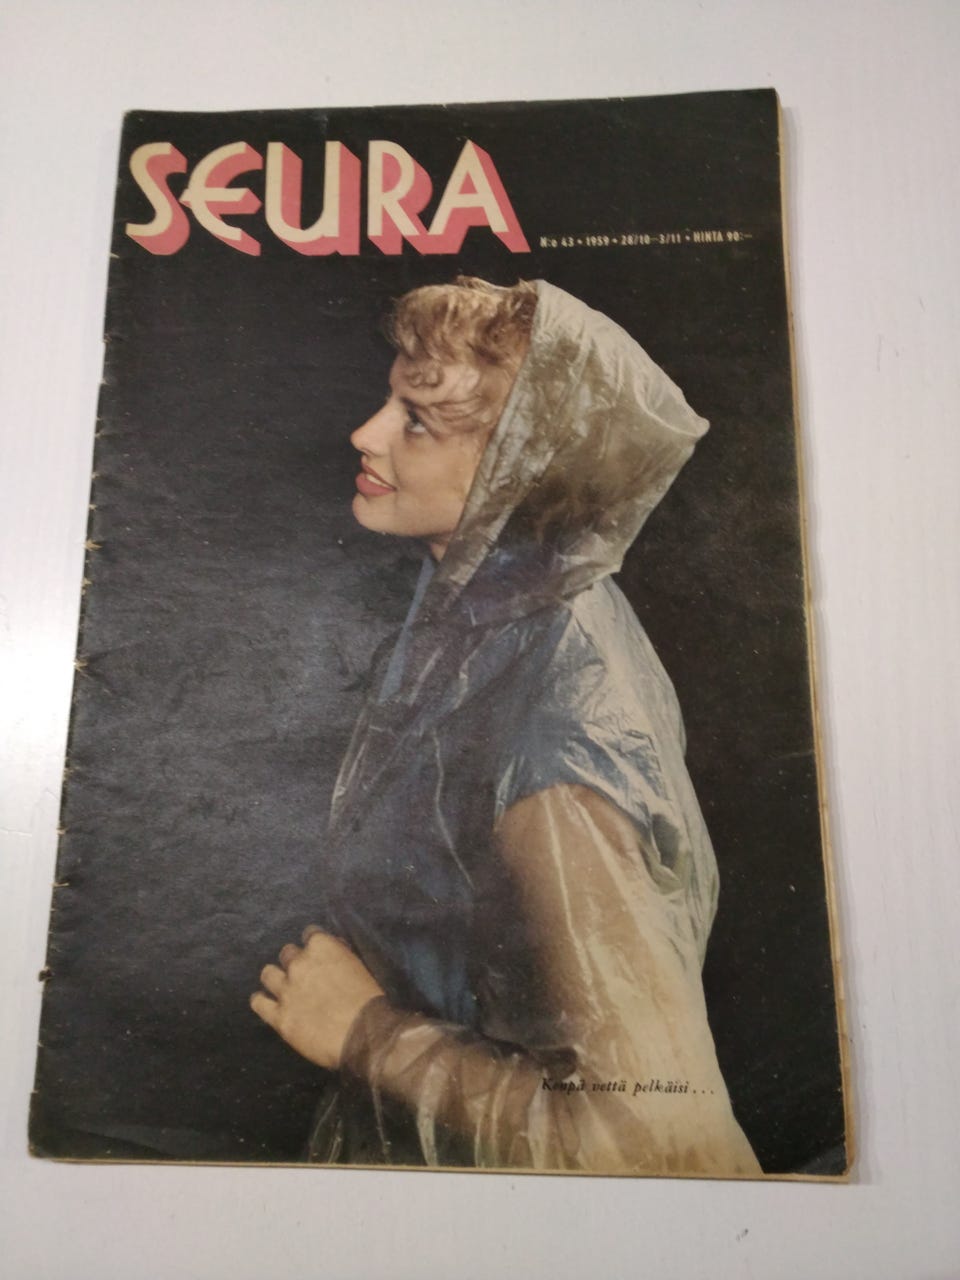 SEURA
N:o 43 • 1959 • 28/10—3/11 • HINTA 90:—
Kenpä vettä pelkäisi...